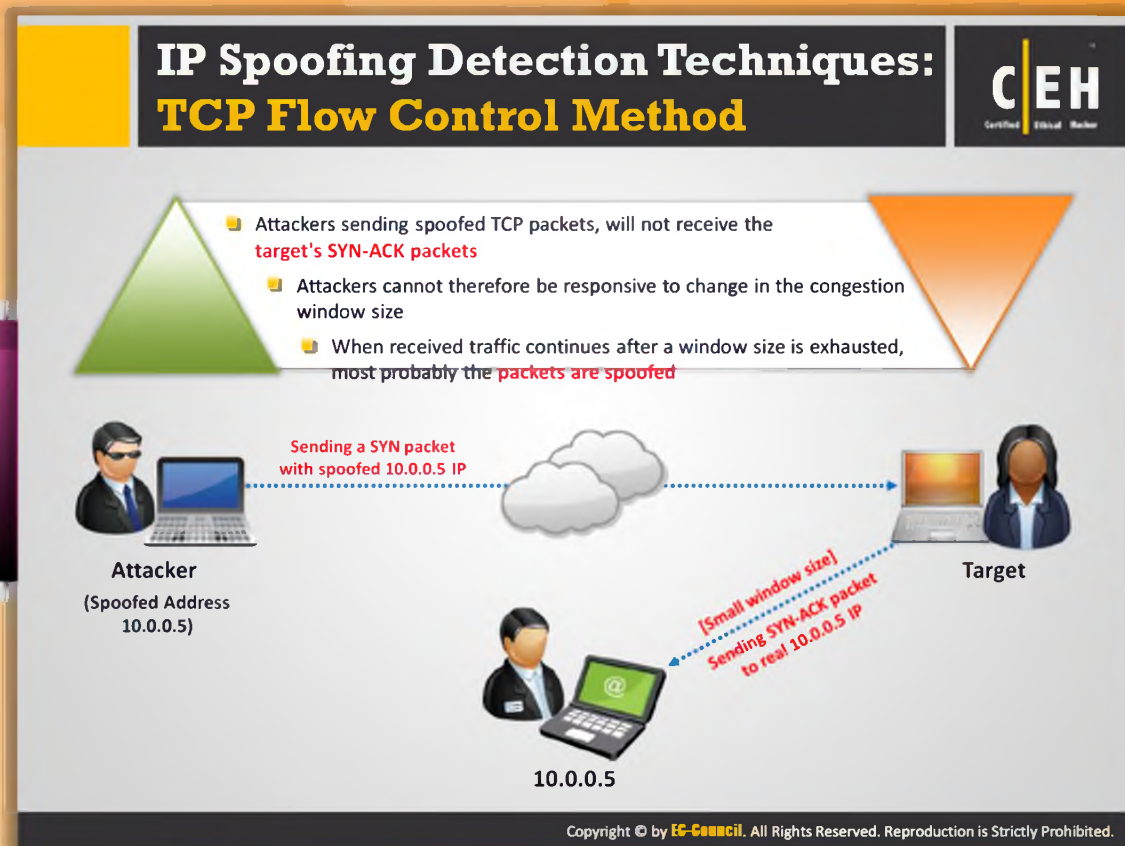 IP Spoofing Detection Techniques:
TCP Flow Control Method
C|EH
Certified Ethical Hacker
Attackers sending spoofed TCP packets, will not receive the
target's SYN-ACK packets
Attackers cannot therefore be responsive to change in the congestion
window size
When received traffic continues after a window size is exhausted,
most probably the packets are spoofed
Sending a SYN packet
with spoofed 10.0.0.5 IP
Attacker
(Spoofed Address
10.0.0.5)
Target
[Small window size]
Sending SYN-ACK packet
to real 10.0.0.5 IP
@
10.0.0.5
Copyright © by EC-Council. All Rights Reserved. Reproduction is Strictly Prohibited.